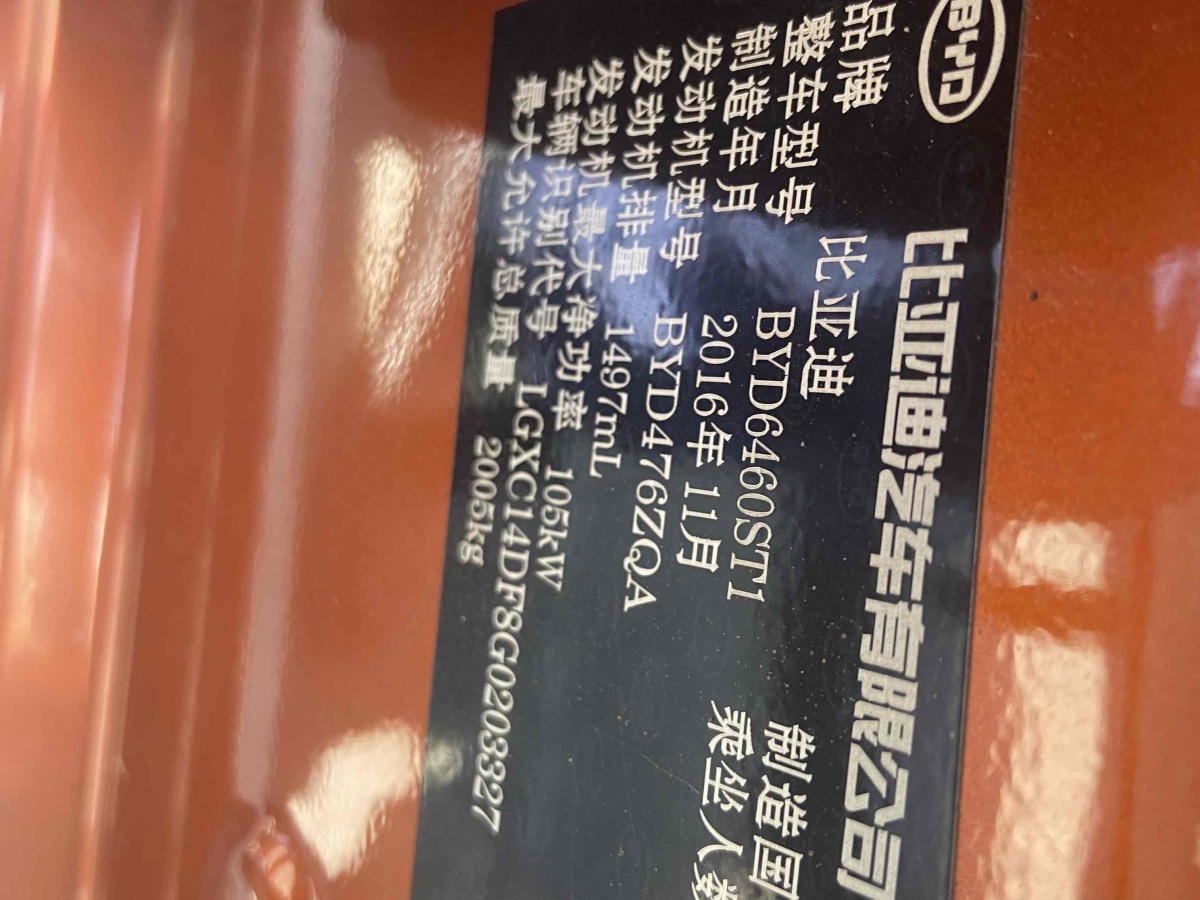 BYD 比亚迪汽车有限公司
品牌 比亚迪 制造国
整车型号 BYD6460ST1 乘坐人数
制造年月 2016年11月
发动机型号 BYD476ZQA
发动机排量 1497mL
发动机最大净功率 105kW
车辆识别代号 LGXC14DF8G0203327
最大允许总质量 2005kg